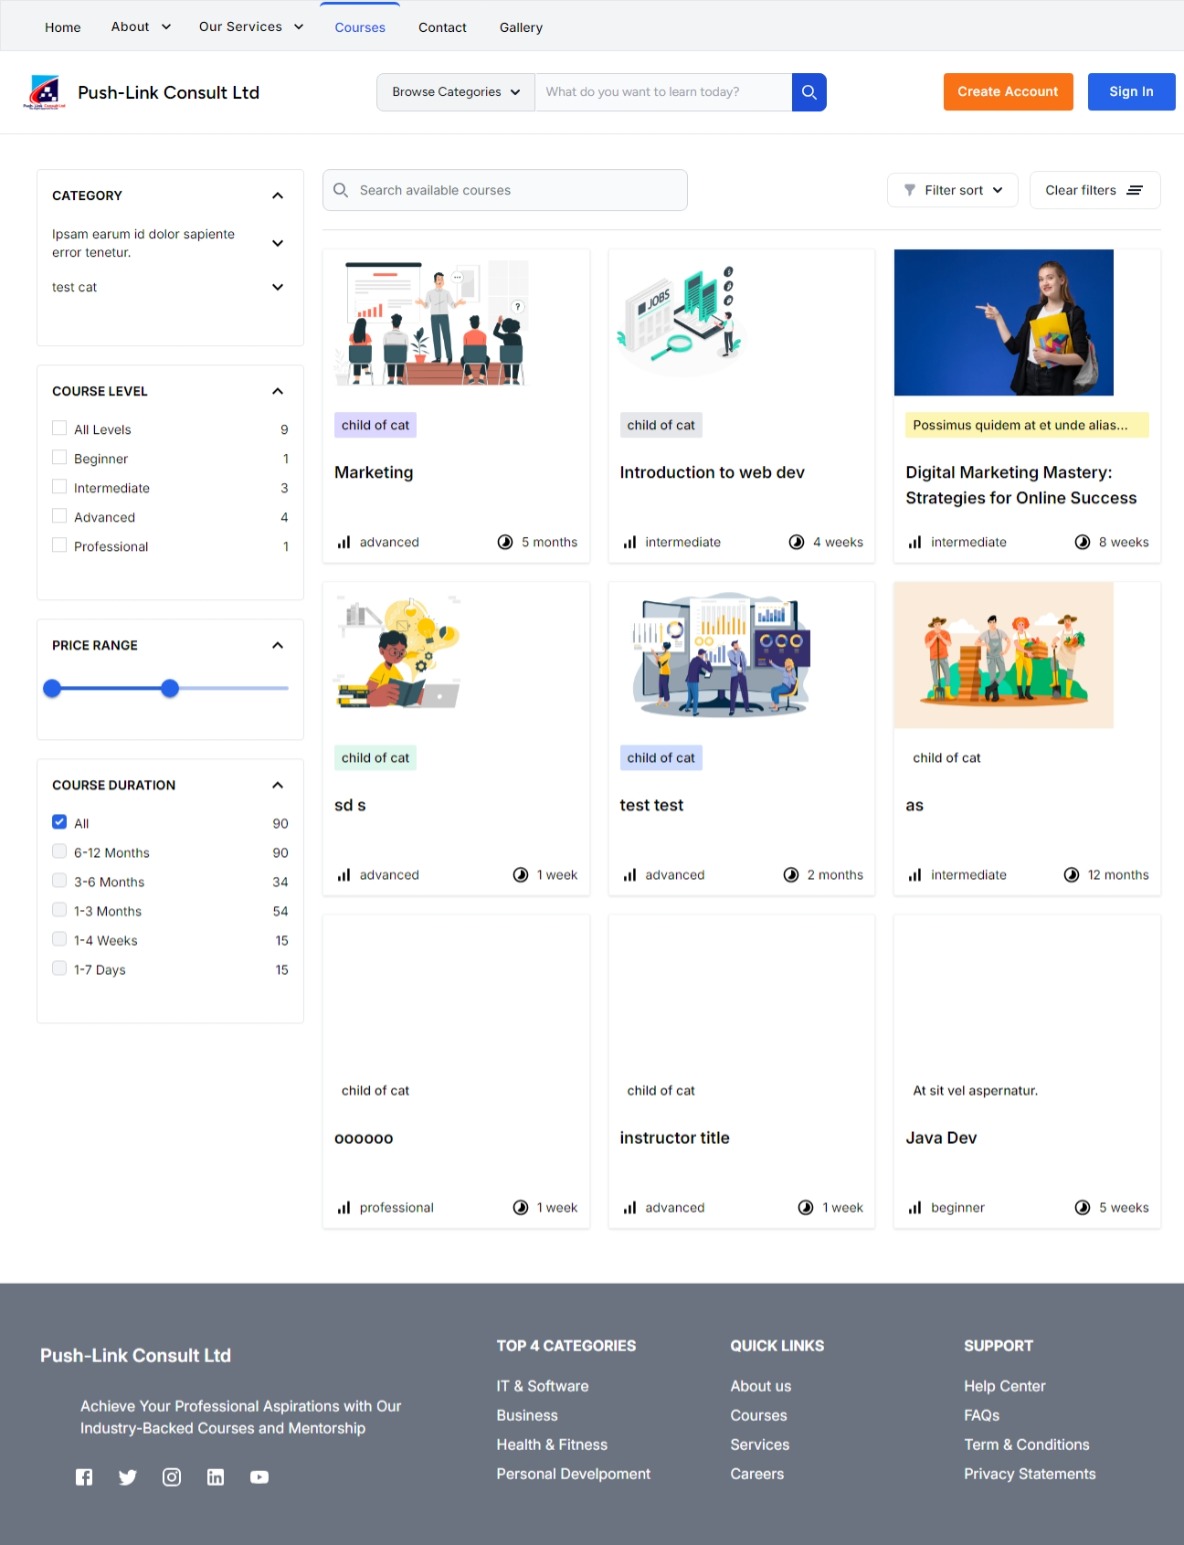 Home
About
Our Services
Courses
Contact
Gallery
Push-Link Consult Ltd
Browse Categories
What do you want to learn today?
Create Account
Sign In
CATEGORY
Ipsam earum id dolor sapiente
error tenetur.
test cat
COURSE LEVEL
All Levels 9
Beginner 1
Intermediate 3
Advanced 4
Professional 1
PRICE RANGE
COURSE DURATION
All 90
6-12 Months 90
3-6 Months 34
1-3 Months 54
1-4 Weeks 15
1-7 Days 15
Search available courses
Filter sort
Clear filters
child of cat
Marketing
advanced 5 months
JOBS
child of cat
Introduction to web dev
intermediate 4 weeks
Possimus quidem at et unde alias...
Digital Marketing Mastery:
Strategies for Online Success
intermediate 8 weeks
child of cat
sd s
advanced 1 week
child of cat
test test
advanced 2 months
child of cat
as
intermediate 12 months
child of cat
oooooo
professional 1 week
child of cat
instructor title
advanced 1 week
At sit vel aspernatur.
Java Dev
beginner 5 weeks
Push-Link Consult Ltd
Achieve Your Professional Aspirations with Our
Industry-Backed Courses and Mentorship
TOP 4 CATEGORIES
IT & Software
Business
Health & Fitness
Personal Develpoment
QUICK LINKS
About us
Courses
Services
Careers
SUPPORT
Help Center
FAQs
Term & Conditions
Privacy Statements